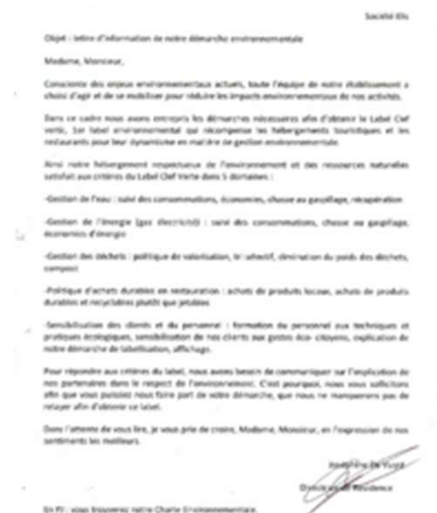 Société Elis
Objet : lettre d'information de notre démarche environnementale
Madame, Monsieur,
Consciente des enjeux environnementaux actuels, toute l'équipe de notre établissement a
choisi d'agir et de se mobiliser pour réduire les impacts environnementaux de nos activités.
Dans ce cadre nous avons entrepris les démarches nécessaires afin d'obtenir le Label Clef
verte, 1er label environnemental qui récompense les hébergements touristiques et les
restaurants pour leur dynamisme en matière de gestion environnementale
Ainsi notre hébergement respectueux de l'environnement et des ressources naturelles
satisfait aux critères du Label Clef Verte dans 5 domaines :
-Gestion de l'eau : suivi des consommations, économies, chasse au gaspillage, récupération
-Gestion de l'énergie (gaz électricité) : suivi des consommations, chasse au gaspillage,
économies d'énergie
-Gestion des déchets : politique de valorisation, tri sélectif, diminution du poids des déchets,
compost
-Politique d'achats durables en restauration : achats de produits locaux, achats de produits
durables et recyclables plutôt que jetables
-Sensibilisation des clients et du personnel : formation du personnel aux techniques et
pratiques écologiques, sensibilisation de nos clients aux gestes éco- citoyens, explication de
notre démarche de labellisation, affichage.
Pour répondre aux critères du label, nous avons besoin de communiquer sur l'implication de
nos partenaires dans le respect de l'environnement. C'est pourquoi, nous vous sollicitons
afin que vous puissiez nous faire part de votre démarche, que nous ne manquerons pas de
relayer afin d'obtenir ce label.
Dans l'attente de vous lire, je vous prie de croire, Madame, Monsieur, en l'expression de nos
sentiments les meilleurs.
Joséphine De
Directrice de Résidence
En PJ : vous trouverez notre Charte Environnementale.